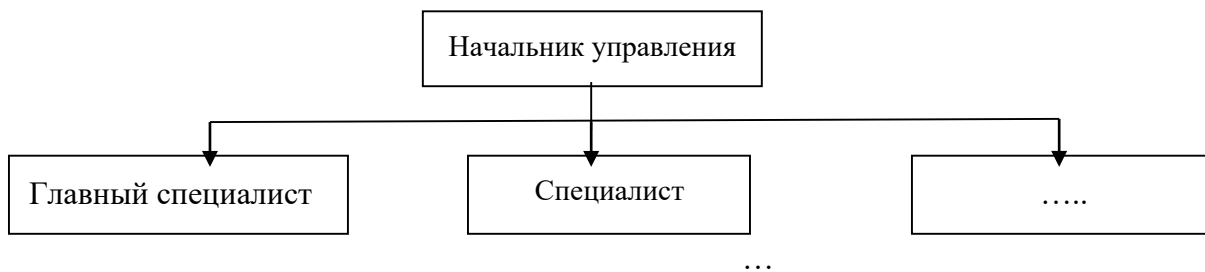 Начальник управления
Главный специалист
Специалист
…..
…